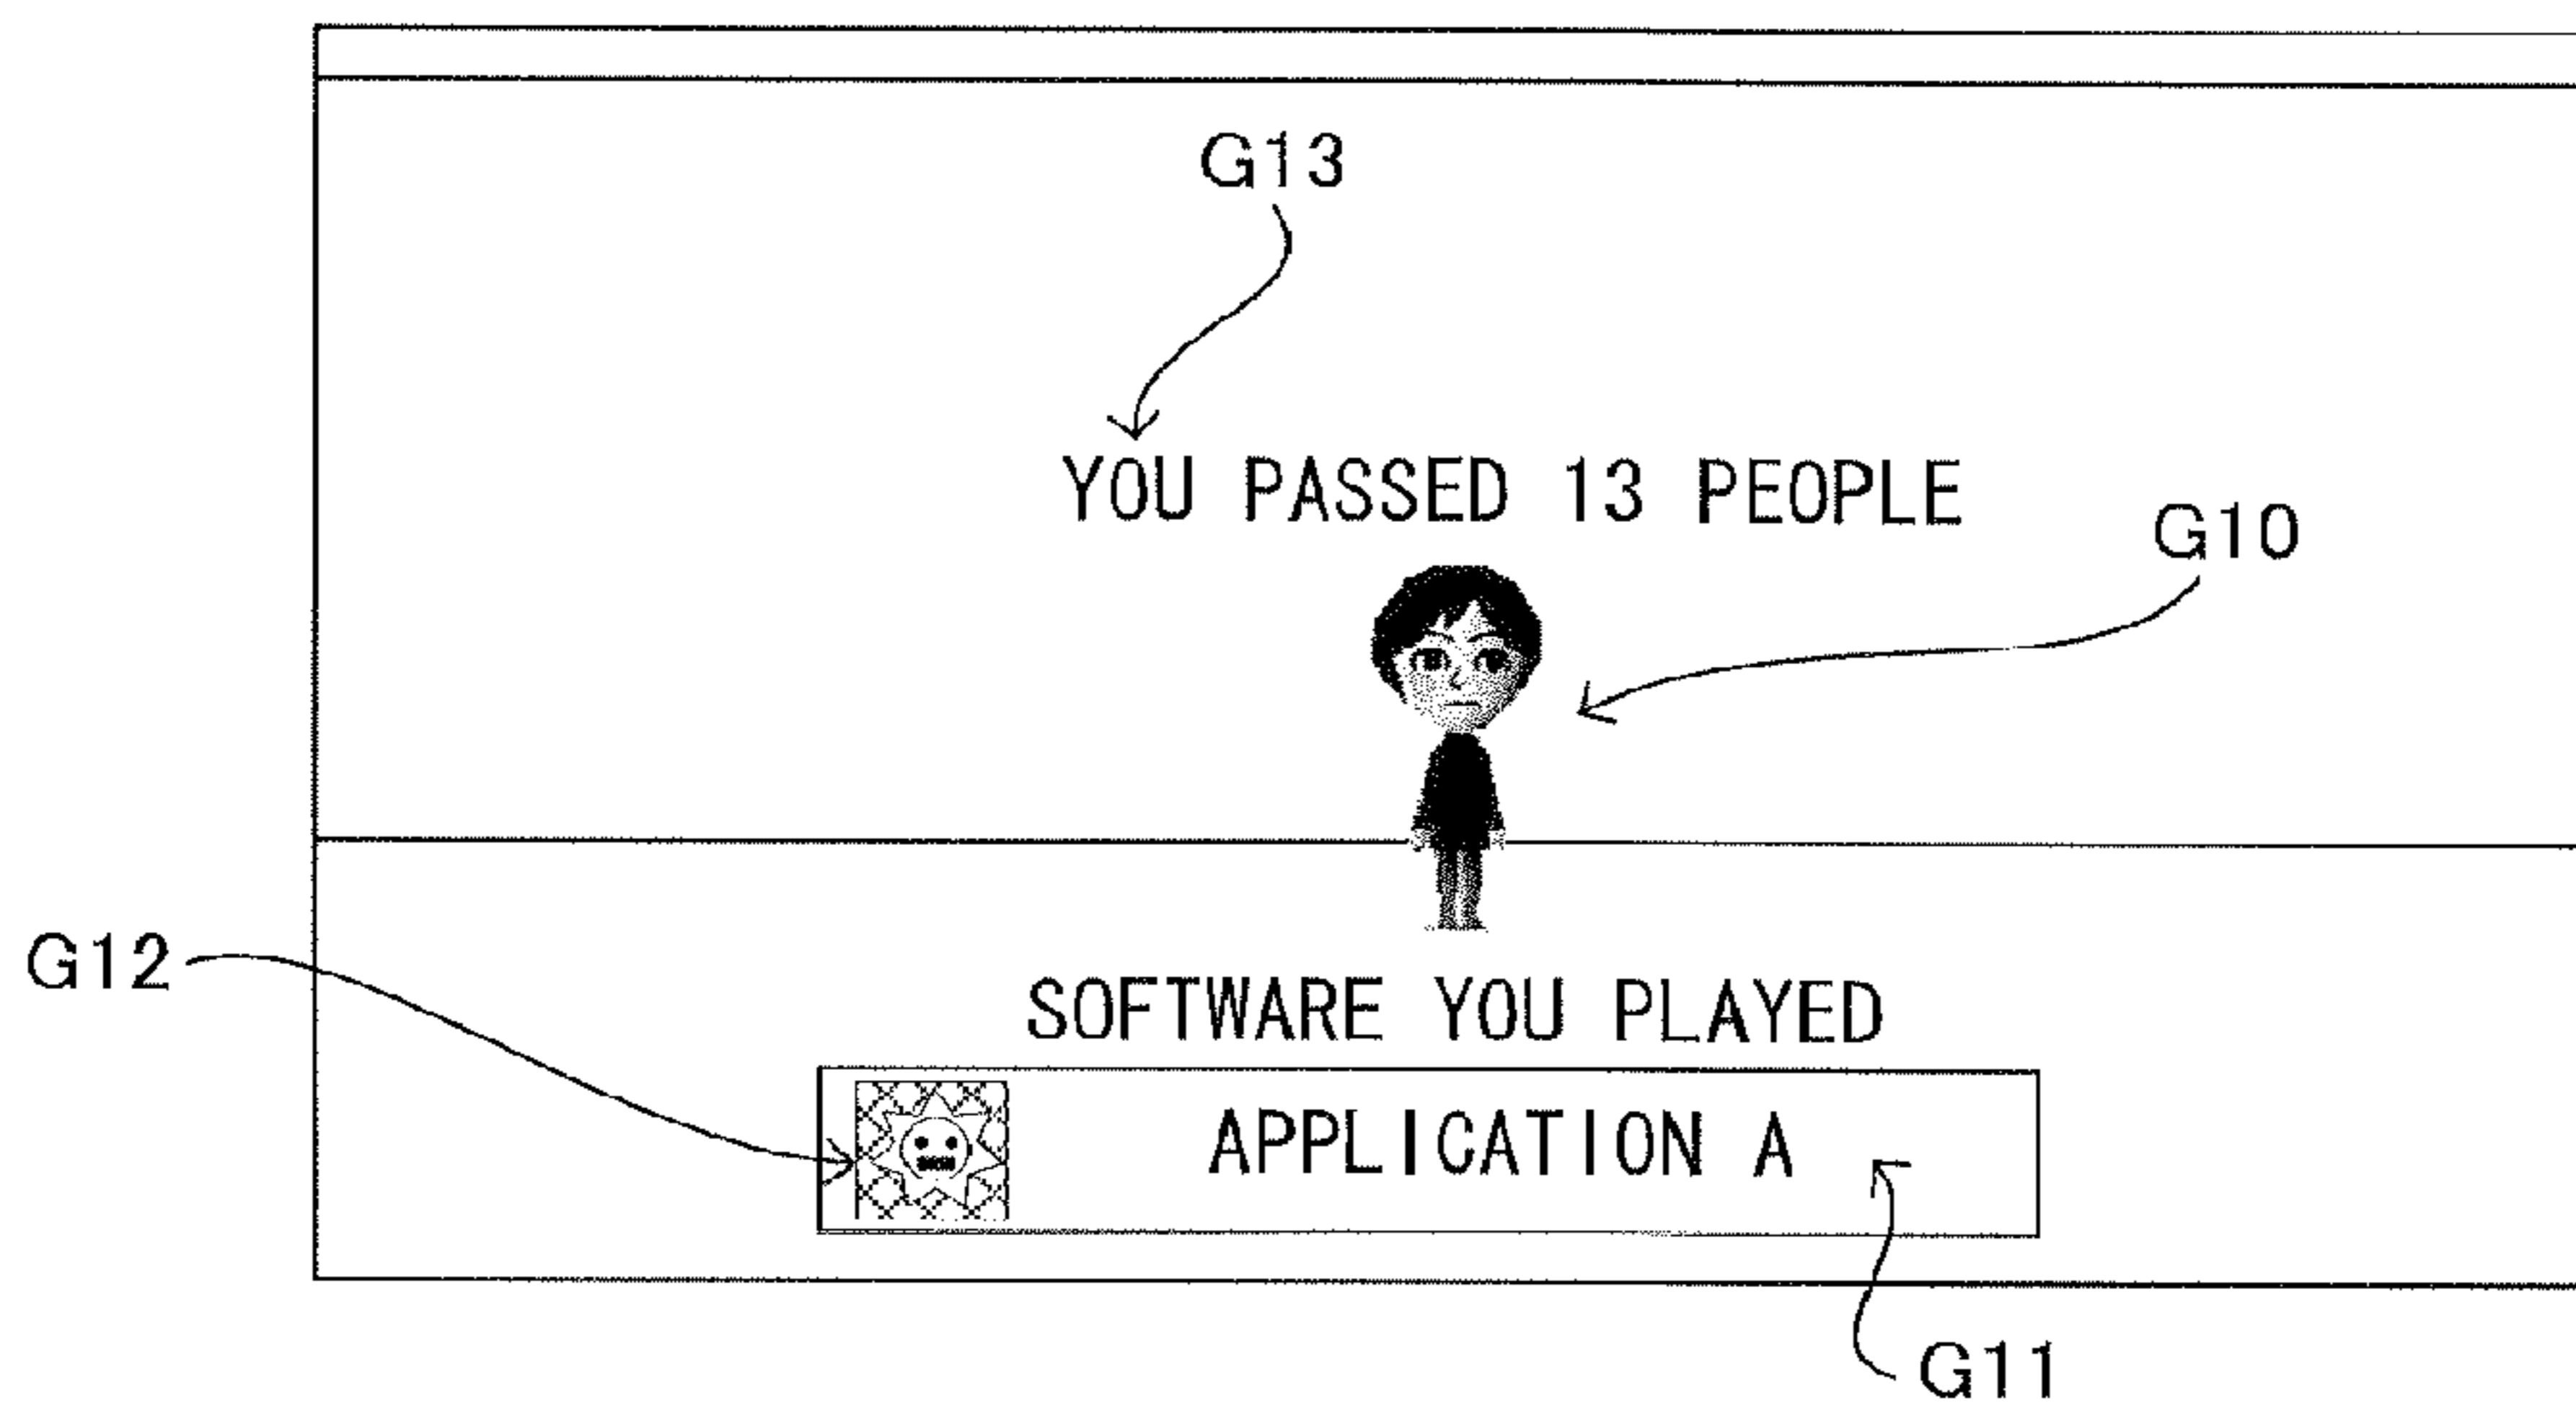 G13
YOU PASSED 13 PEOPLE
G10
G12
SOFTWARE YOU PLAYED
APPLICATION A
G11